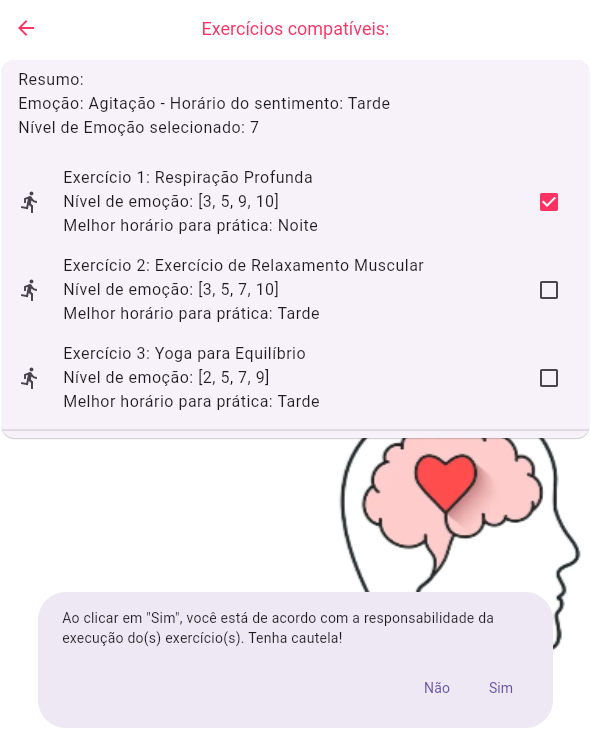 Exercícios compatíveis:
Resumo:
Emoção: Agitação - Horário do sentimento: Tarde
Nível de Emoção selecionado: 7
Exercício 1: Respiração Profunda
Nível de emoção: [3, 5, 9, 10]
Melhor horário para prática: Noite
Exercício 2: Exercício de Relaxamento Muscular
Nível de emoção: [3, 5, 7, 10]
Melhor horário para prática: Tarde
Exercício 3: Yoga para Equilíbrio
Nível de emoção: [2, 5, 7, 9]
Melhor horário para prática: Tarde
Ao clicar em "Sim", você está de acordo com a responsabilidade da
execução do(s) exercício(s). Tenha cautela!
Não Sim